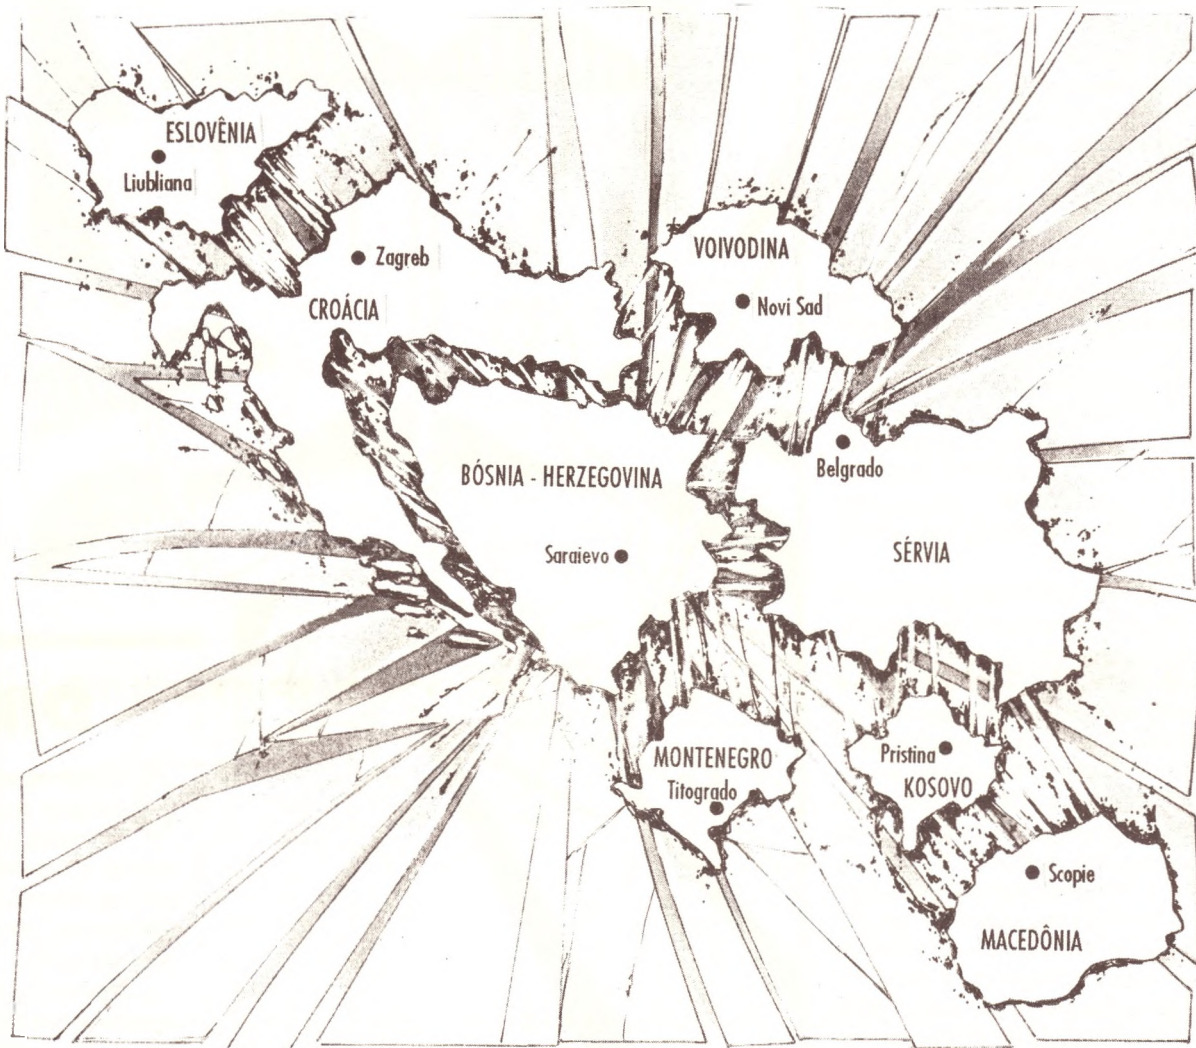 ESLOVÊNIA
Liubliana
Zagreb
CROÁCIA
VOIVODINA
Novi Sad
BÓSNIA - HERZEGOVINA
Saraievo
Belgrado
SÉRVIA
MONTENEGRO
Titogrado
Pristina
KOSOVO
Scopie
MACEDÔNIA